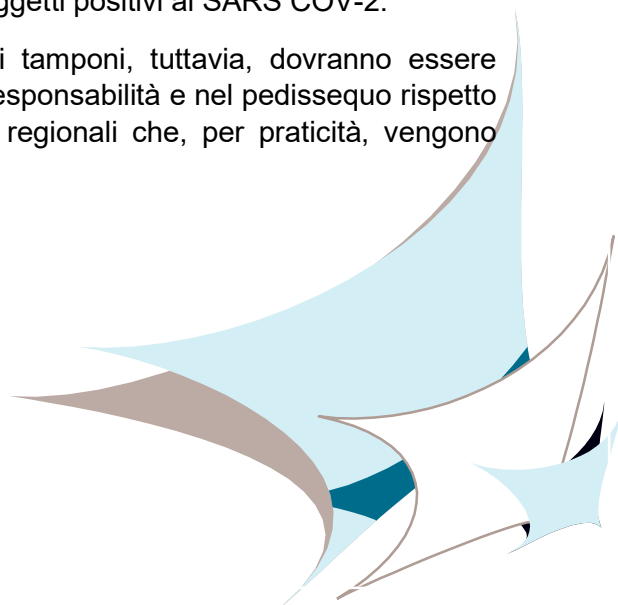 ggetti positivi al SARS COV-2.
i tamponi, tuttavia, dovranno essere
esponsabilità e nel pedissequo rispetto
regionali che, per praticità, vengono